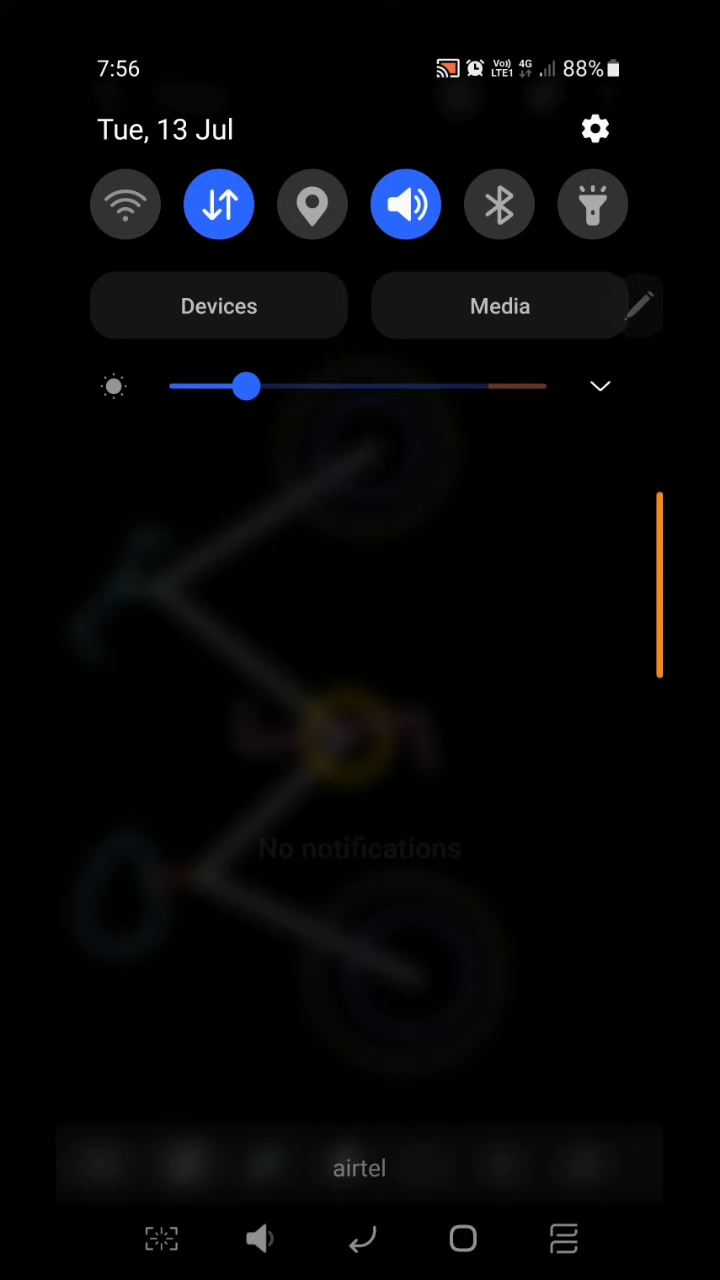 7:56 Vo)) LTE1 4G 88%
Tue, 13 Jul
Devices Media
No notifications
airtel